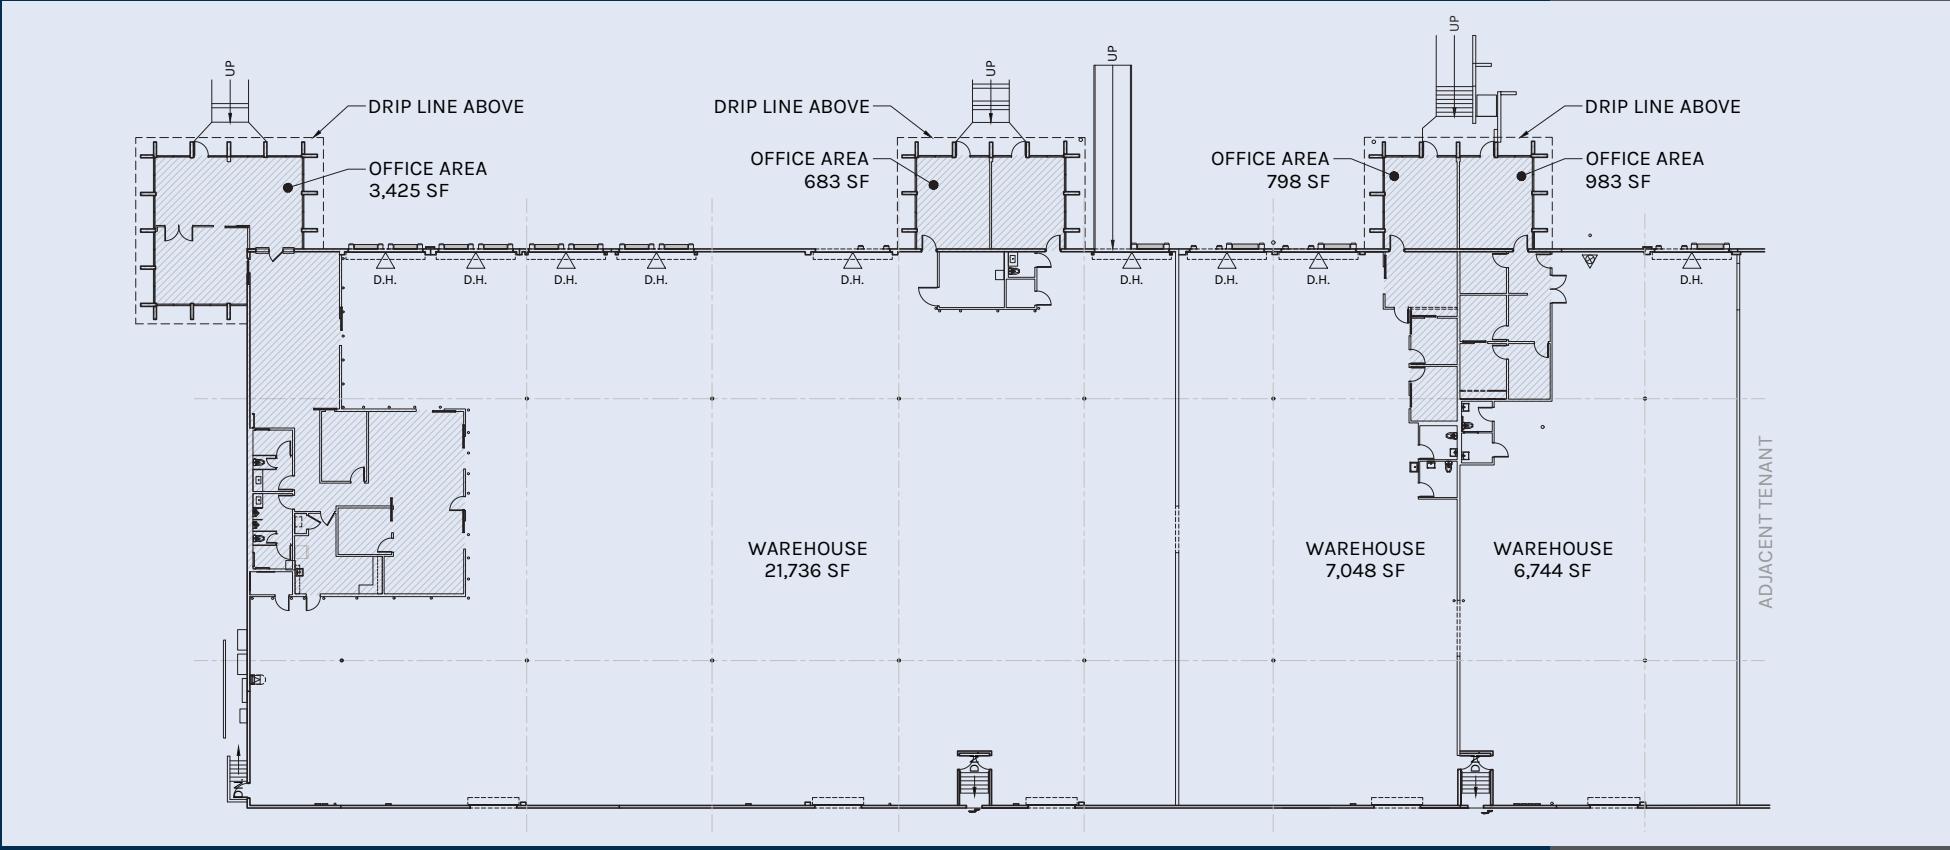 UP
UP
UP
UP
DRIP LINE ABOVE
DRIP LINE ABOVE
DRIP LINE ABOVE
OFFICE AREA
3,425 SF
OFFICE AREA
683 SF
OFFICE AREA
798 SF
OFFICE AREA
983 SF
D.H.
D.H.
D.H.
D.H.
D.H.
D.H.
D.H.
D.H.
D.H.
WAREHOUSE
21,736 SF
WAREHOUSE
7,048 SF
WAREHOUSE
6,744 SF
ADJACENT TENANT
DN.